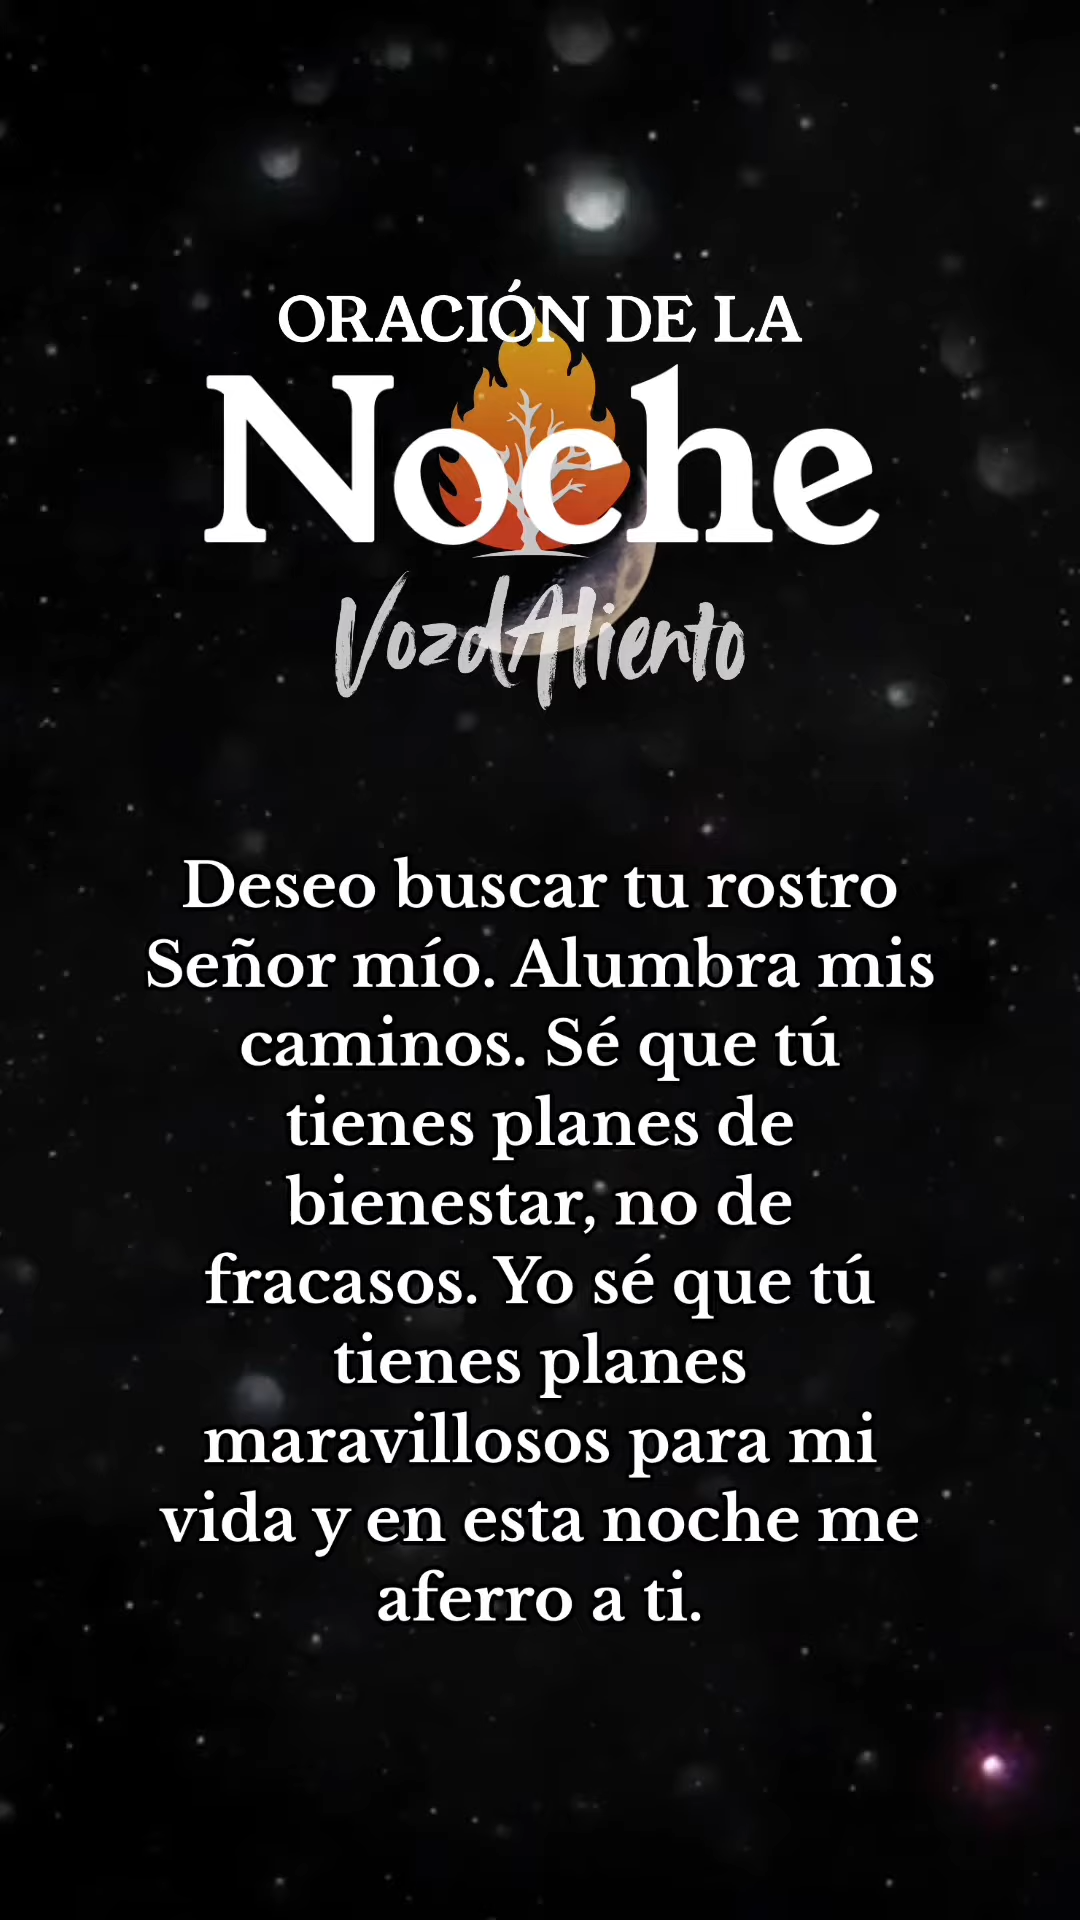 ORACIÓN DE LA
Noche
VozdAliento
Deseo buscar tu rostro
Señor mío. Alumbra mis
caminos. Sé que tú
tienes planes de
bienestar, no de
fracasos. Yo sé que tú
tienes planes
maravillosos para mi
vida y en esta noche me
aferro a ti.